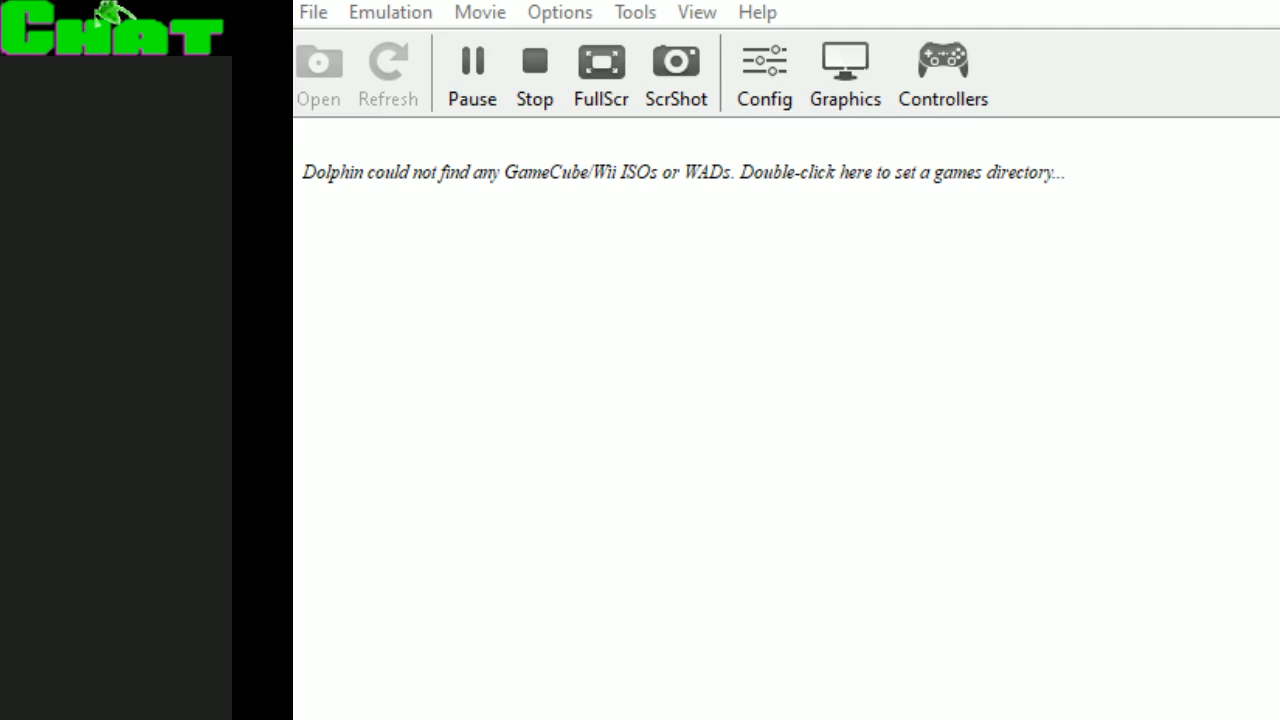 Chat
File Emulation Movie Options Tools View Help
Open Refresh Pause Stop FullScr ScrShot Config Graphics Controllers
Dolphin could not find any GameCube/Wii ISOs or WADs. Double-click here to set a games directory...